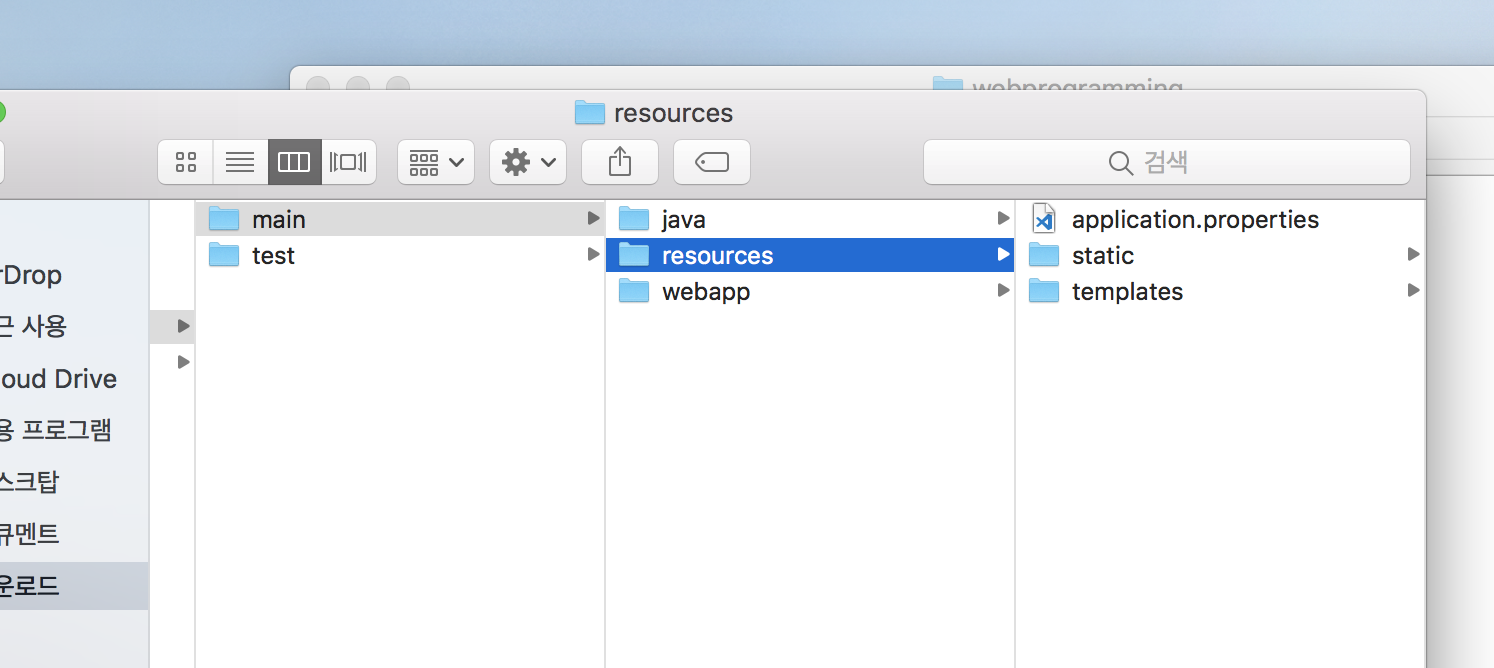 webprogramming
resources
검색
rDrop
근 사용
oud Drive
용 프로그램
스크탑
큐멘트
운로드
main
test
java
resources
webapp
application.properties
static
templates